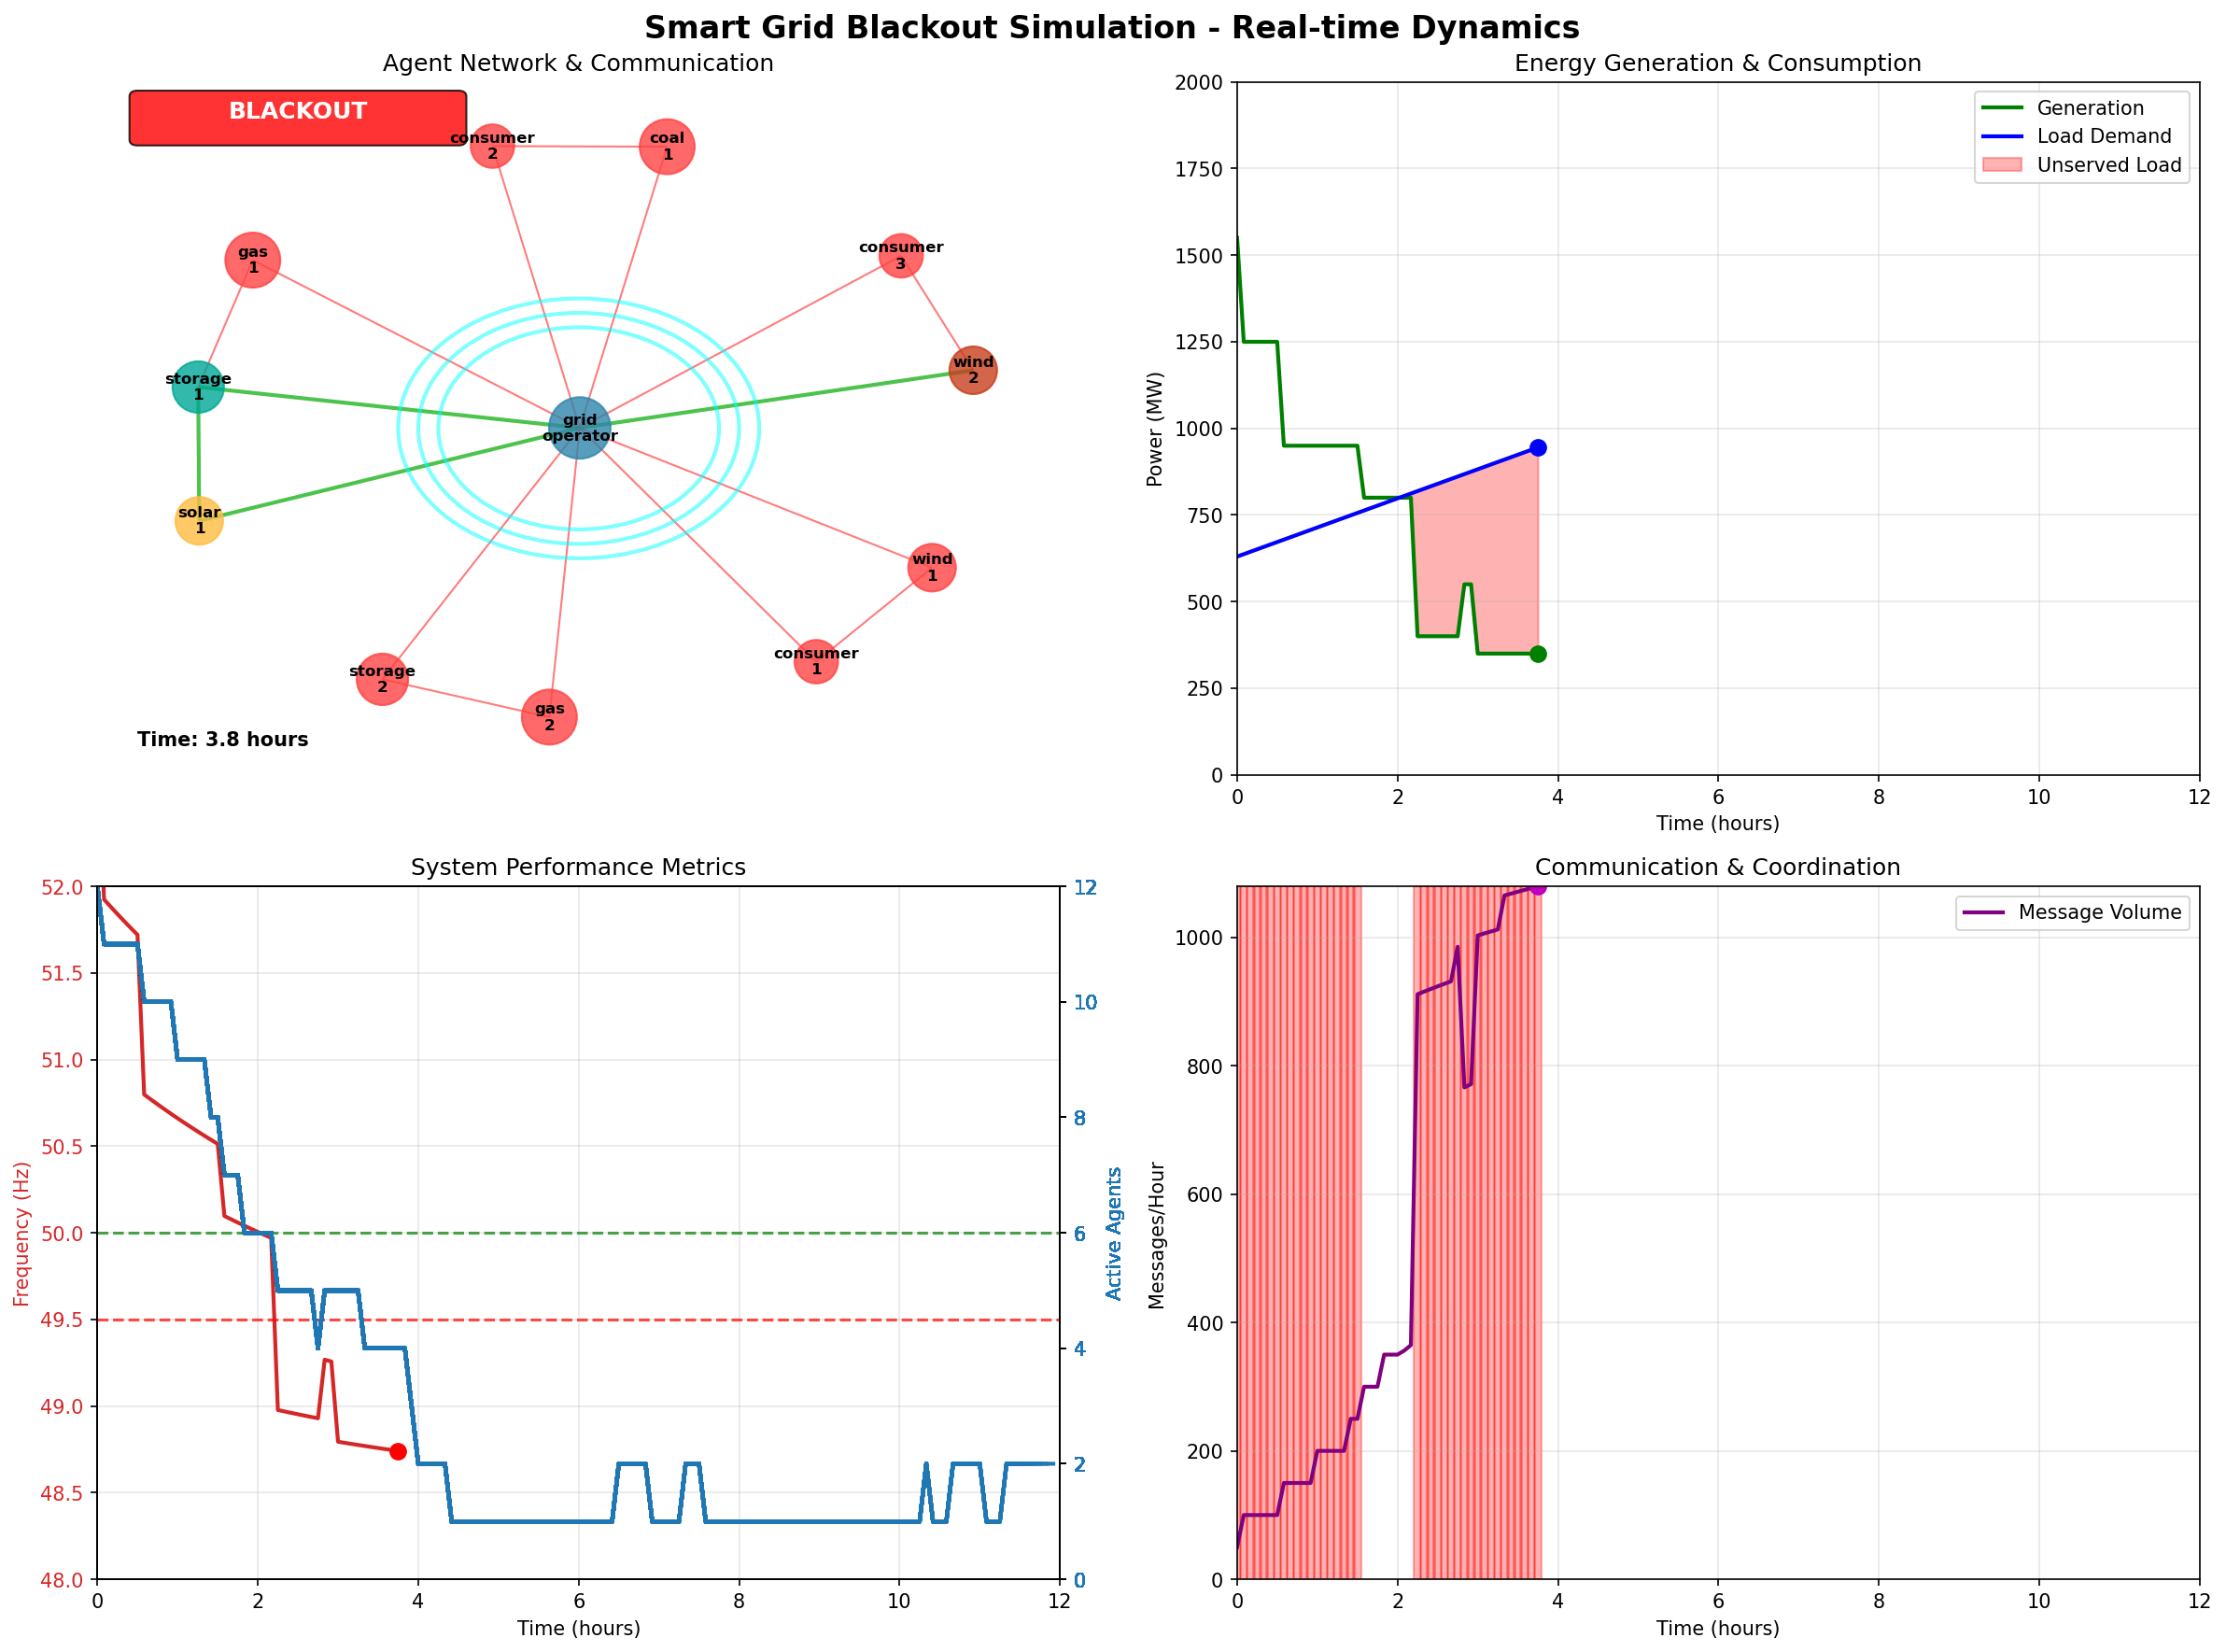 Smart Grid Blackout Simulation - Real-time Dynamics
Agent Network & Communication
BLACKOUT
consumer
2
coal
1
gas
1
consumer
3
storage
1
wind
2
grid
operator
solar
1
wind
1
consumer
1
storage
2
gas
2
Time: 3.8 hours
Energy Generation & Consumption
Generation
Load Demand
Unserved Load
Power (MW)
2000
1750
1500
1250
1000
750
500
250
0
0 2 4 6 8 10 12
Time (hours)
System Performance Metrics
Frequency (Hz)
52.0
51.5
51.0
50.5
50.0
49.5
49.0
48.5
48.0
0 2 4 6 8 10 12
Time (hours)
12
10
8
6
4
2
0
Active Agents
Communication & Coordination
Message Volume
Messages/Hour
1000
800
600
400
200
0
0 2 4 6 8 10 12
Time (hours)